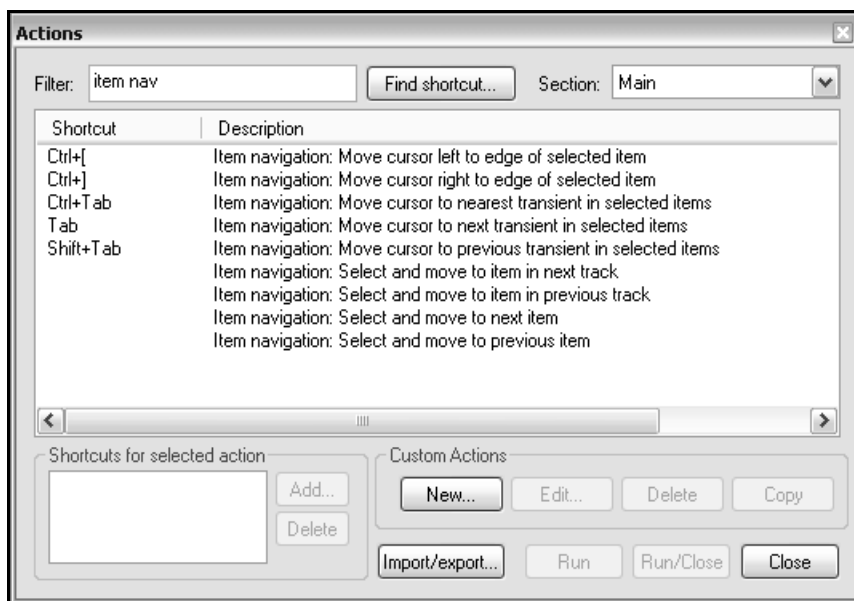 Actions
Filter: item nav Find shortcut... Section: Main
Shortcut Description
Ctrl+[ Item navigation: Move cursor left to edge of selected item
Ctrl+] Item navigation: Move cursor right to edge of selected item
Ctrl+Tab Item navigation: Move cursor to nearest transient in selected items
Tab Item navigation: Move cursor to next transient in selected items
Shift+Tab Item navigation: Move cursor to previous transient in selected items
Item navigation: Select and move to item in next track
Item navigation: Select and move to item in previous track
Item navigation: Select and move to next item
Item navigation: Select and move to previous item
Shortcuts for selected action Custom Actions
Add... New... Edit... Delete Copy
Delete
Import/export... Run Run/Close Close